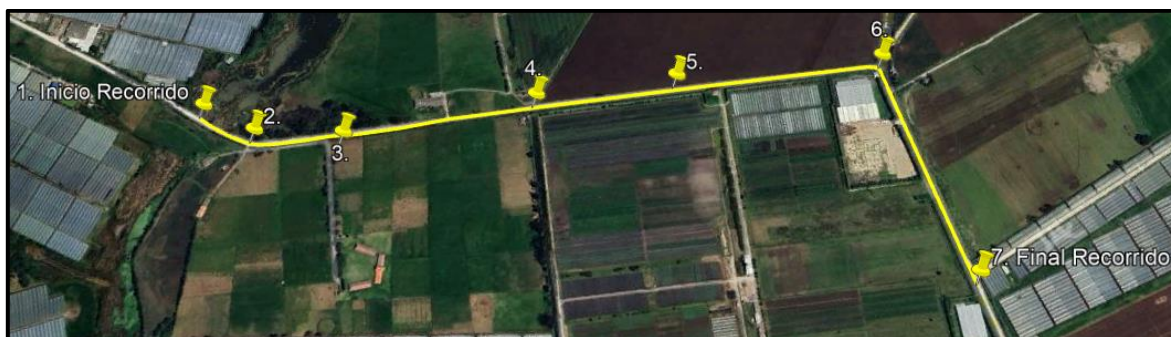 1. Inicio Recorrido
2.
3.
4.
5.
6.
7. Final Recorrido